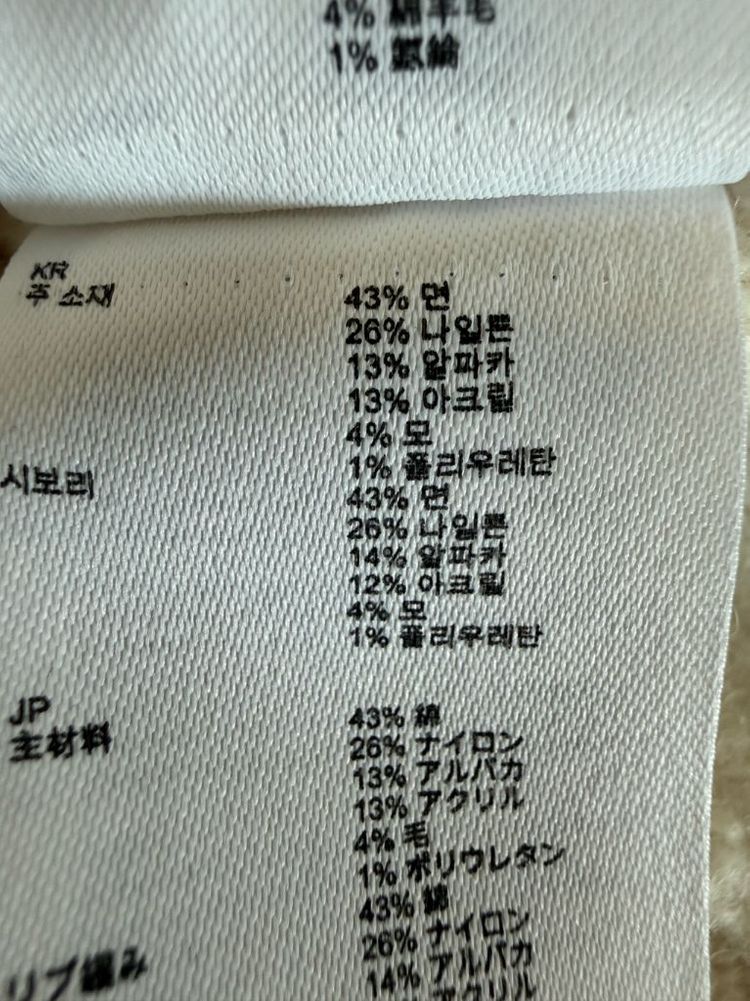 4% 綿羊毛
1% 氨綸
KR
주 소재
43% 면
26% 나일론
13% 알파카
13% 아크릴
4% 모
1% 폴리우레탄
시보리
43% 면
26% 나일론
14% 알파카
12% 아크릴
4% 모
1% 폴리우레탄
JP
主材料
43% 綿
26% ナイロン
13% アルパカ
13% アクリル
4% 毛
1% ポリウレタン
リブ編み
43% 綿
26% ナイロン
14% アルパカ
アクリル